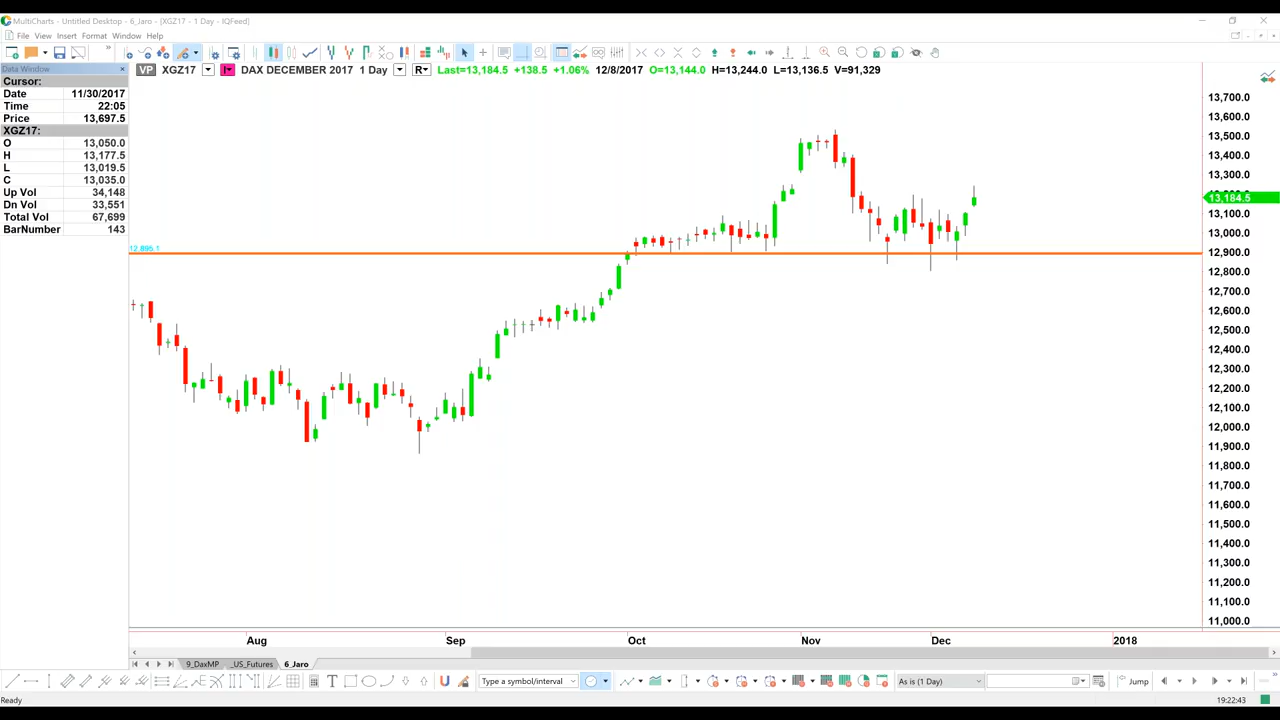 MultiCharts - Untitled Desktop - 6_Jaro - [XGZ17 - 1 Day - IQFeed]
File View Insert Format Window Help
Data Window
VP XGZ17 DAX DECEMBER 2017 1 Day R Last=13,184.5 +138.5 +1.06% 12/8/2017 O=13,144.0 H=13,244.0 L=13,136.5 V=91,329
Cursor:
Date 11/30/2017
Time 22:05
Price 13,697.5
XGZ17:
O 13,050.0
H 13,177.5
L 13,019.5
C 13,035.0
Up Vol 34,148
Dn Vol 33,551
Total Vol 67,699
BarNumber 143
12,895.1
13,700.0
13,600.0
13,500.0
13,400.0
13,300.0
13,184.5
13,100.0
13,000.0
12,900.0
12,800.0
12,700.0
12,600.0
12,500.0
12,400.0
12,300.0
12,200.0
12,100.0
12,000.0
11,900.0
11,800.0
11,700.0
11,600.0
11,500.0
11,400.0
11,300.0
11,200.0
11,100.0
11,000.0
Aug Sep Oct Nov Dec 2018
9_DaxMP _US_Futures 6_Jaro
Type a symbol/interval As is (1 Day) Jump
Ready 19:22:43